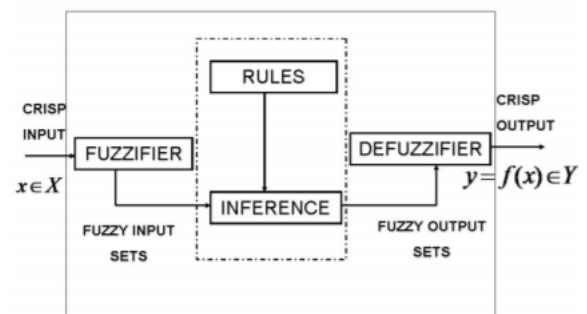 RULES
CRISP
INPUT
CRISP
OUTPUT
FUZZIFIER
DEFUZZIFIER
x∈X
y=f(x)∈Y
INFERENCE
FUZZY INPUT
SETS
FUZZY OUTPUT
SETS